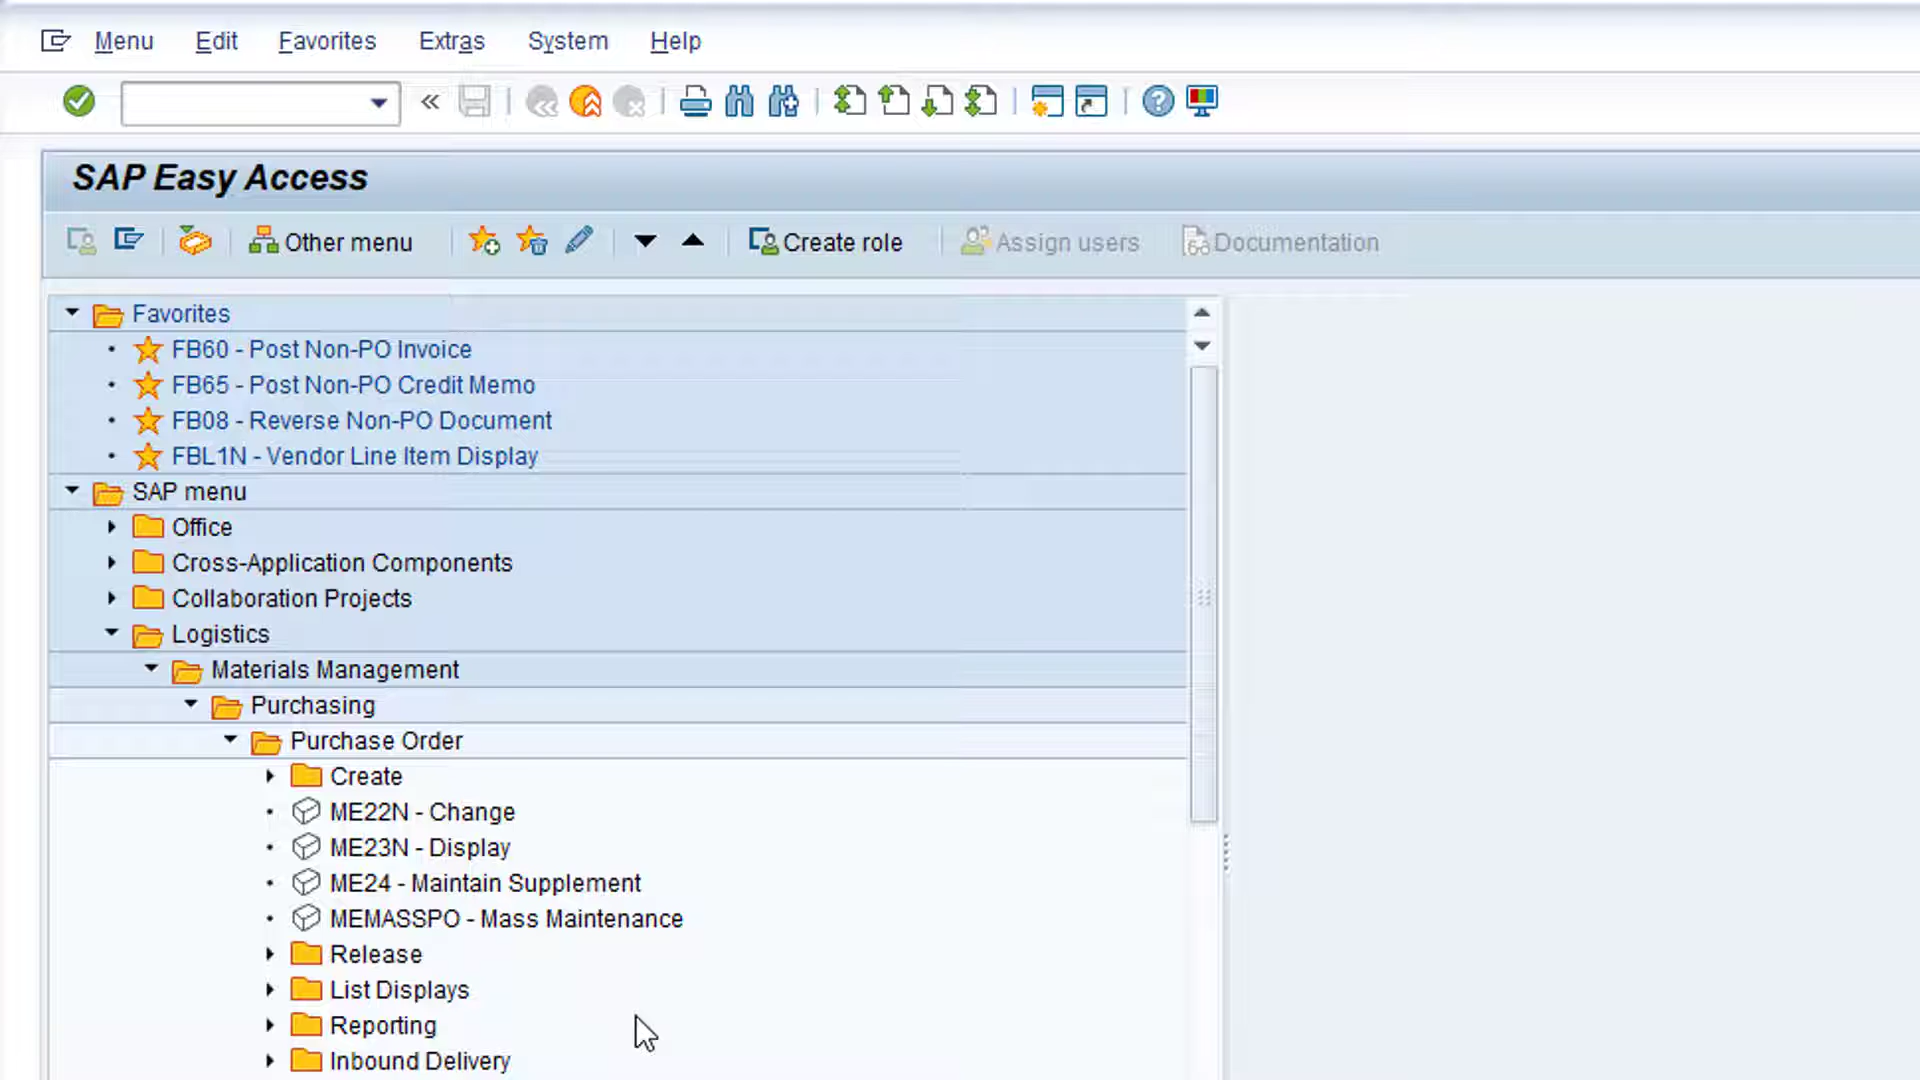 Menu Edit Favorites Extras System Help
SAP Easy Access
Other menu Create role Assign users Documentation
Favorites
FB60 - Post Non-PO Invoice
FB65 - Post Non-PO Credit Memo
FB08 - Reverse Non-PO Document
FBL1N - Vendor Line Item Display
SAP menu
Office
Cross-Application Components
Collaboration Projects
Logistics
Materials Management
Purchasing
Purchase Order
Create
ME22N - Change
ME23N - Display
ME24 - Maintain Supplement
MEMASSPO - Mass Maintenance
Release
List Displays
Reporting
Inbound Delivery